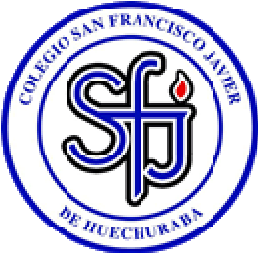 COLEGIO SAN FRANCISCO JAVIER
sfj
DE HUECHURABA